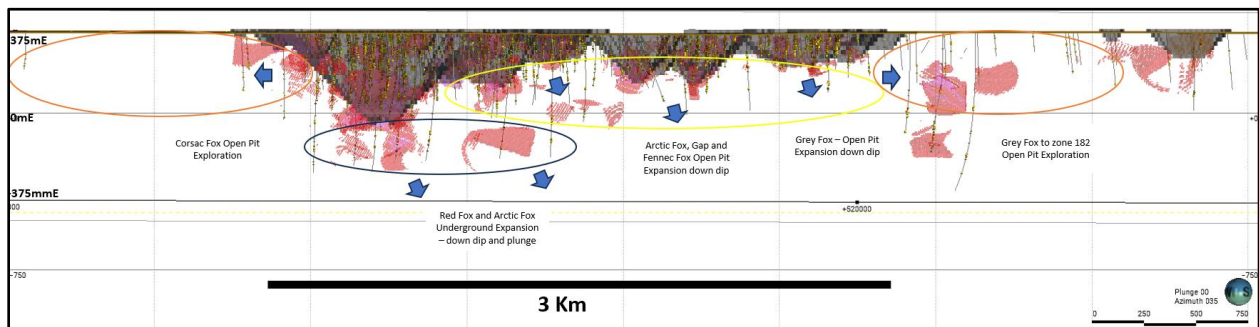 375mE
0mE
+0
Corsac Fox Open Pit
Exploration
Arctic Fox, Gap and
Fennec Fox Open Pit
Expansion down dip
Grey Fox – Open Pit
Expansion down dip
Grey Fox to zone 182
Open Pit Exploration
-375mmE
000
+520000
Red Fox and Arctic Fox
Underground Expansion
– down dip and plunge
-750
-750
3 Km
Plunge 00
Azimuth 035
0
250
500
750